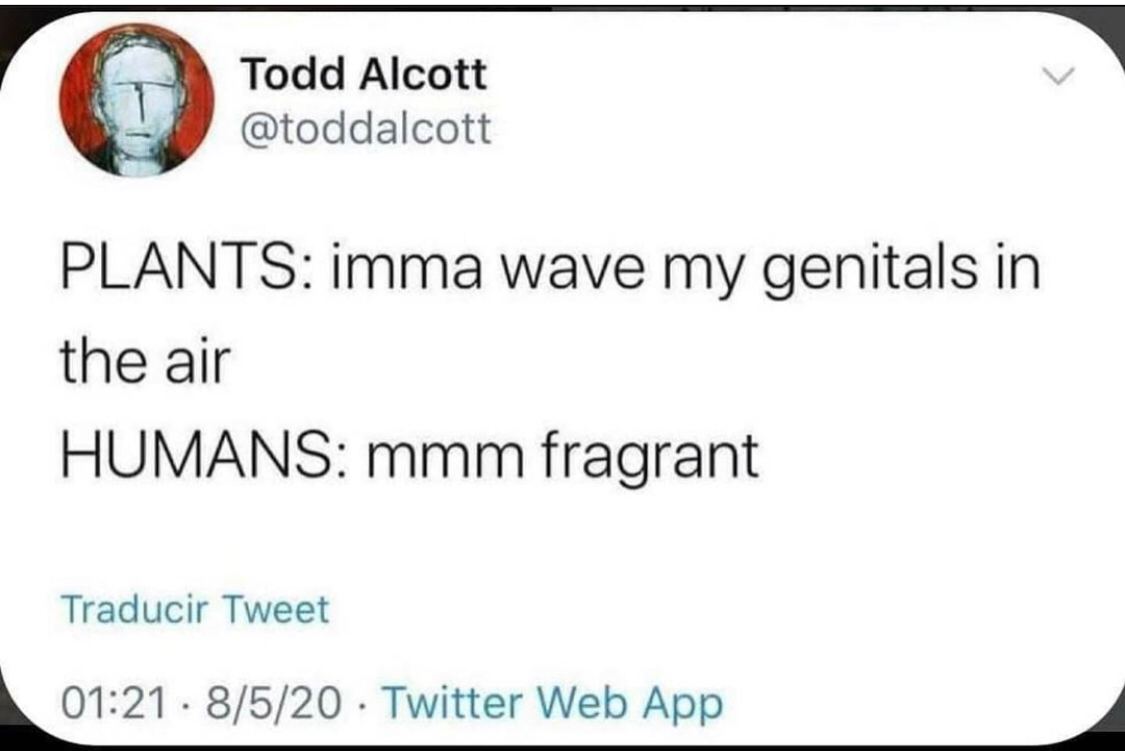 Todd Alcott
@toddalcott
PLANTS: imma wave my genitals in
the air
HUMANS: mmm fragrant
Traducir Tweet
01:21 · 8/5/20 · Twitter Web App